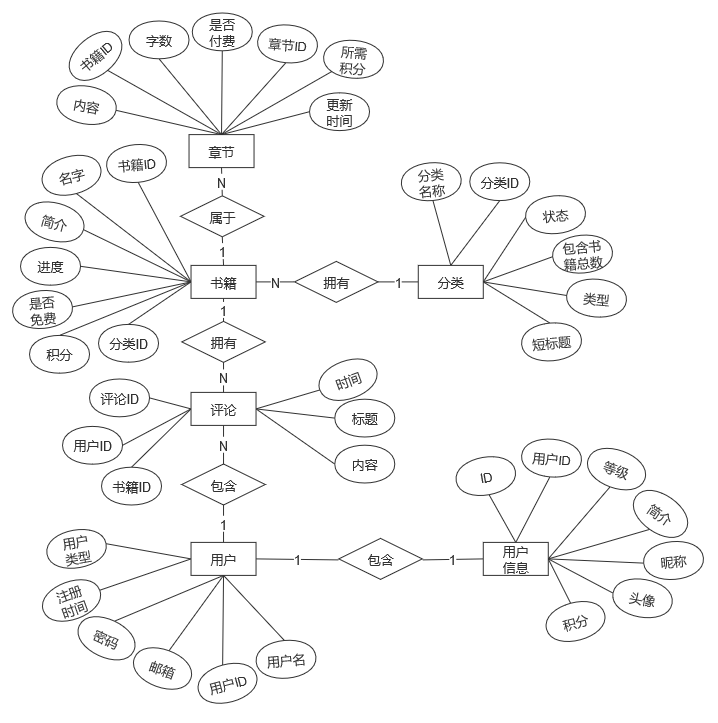 是否
付费
字数
章节ID
书籍ID
所需
积分
内容
更新
时间
章节
N
属于
1
书籍ID
名字
简介
进度
是否
免费
积分
分类ID
书籍
N
拥有
1
分类
分类
名称
分类ID
状态
包含书
籍总数
类型
短标题
1
拥有
N
评论
评论ID
用户ID
书籍ID
时间
标题
内容
N
包含
1
用户
1
包含
1
用户
信息
ID
用户ID
等级
简介
昵称
头像
积分
用户
类型
注册
时间
密码
邮箱
用户ID
用户名